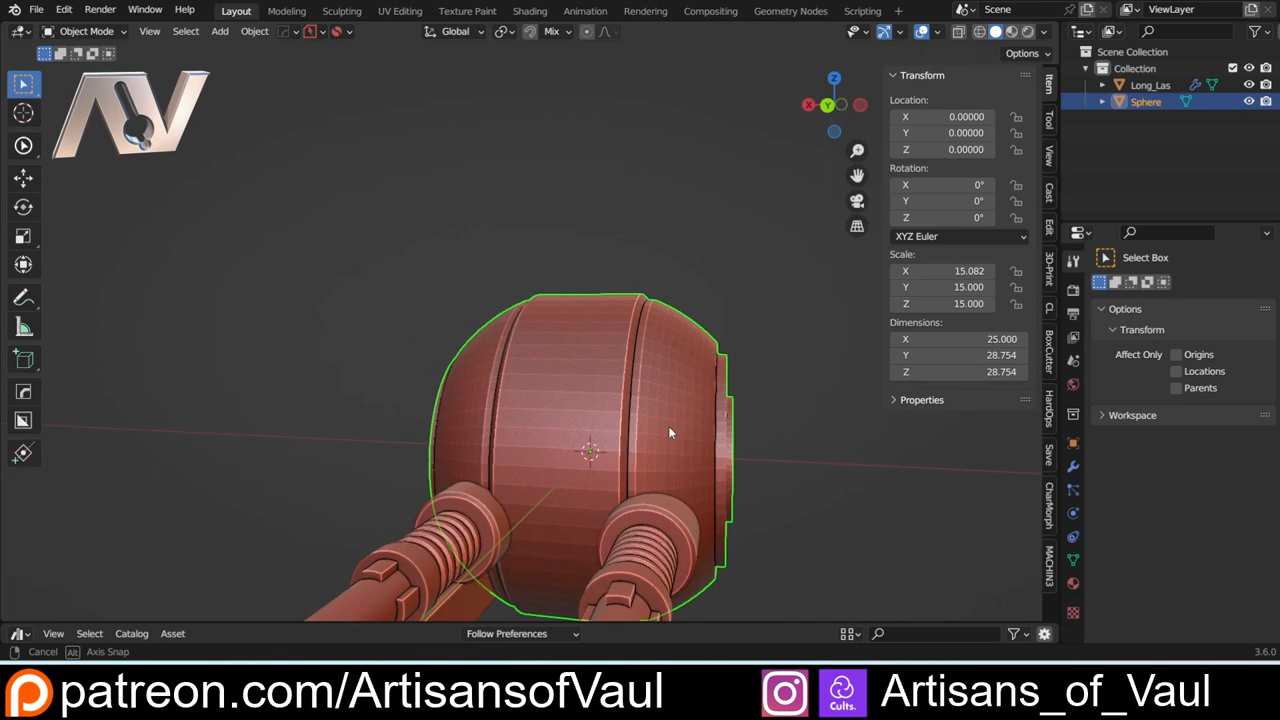 File Edit Render Window Help Layout Modeling Sculpting UV Editing Texture Paint Shading Animation Rendering Compositing Geometry Nodes Scripting + Scene ViewLayer
Object Mode View Select Add Object Global Mix
Options
AV
Transform
Location:
X 0.00000
Y 0.00000
Z 0.00000
Rotation:
X 0°
Y 0°
Z 0°
XYZ Euler
Scale:
X 15.082
Y 15.000
Z 15.000
Dimensions:
X 25.000
Y 28.754
Z 28.754
Properties
Z
X Y
Item
Tool
View
Cast
Edit
3D-Print
CL
BoxCutter
HardOps
Save
CharMorph
MACHIN3
Scene Collection
Collection
Long_Las
Sphere
Select Box
Options
Transform
Affect Only Origins
Locations
Parents
Workspace
View Select Catalog Asset Follow Preferences
Cancel Alt Axis Snap 3.6.0
patreon.com/ArtisansofVaul Cults. Artisans_of_Vaul